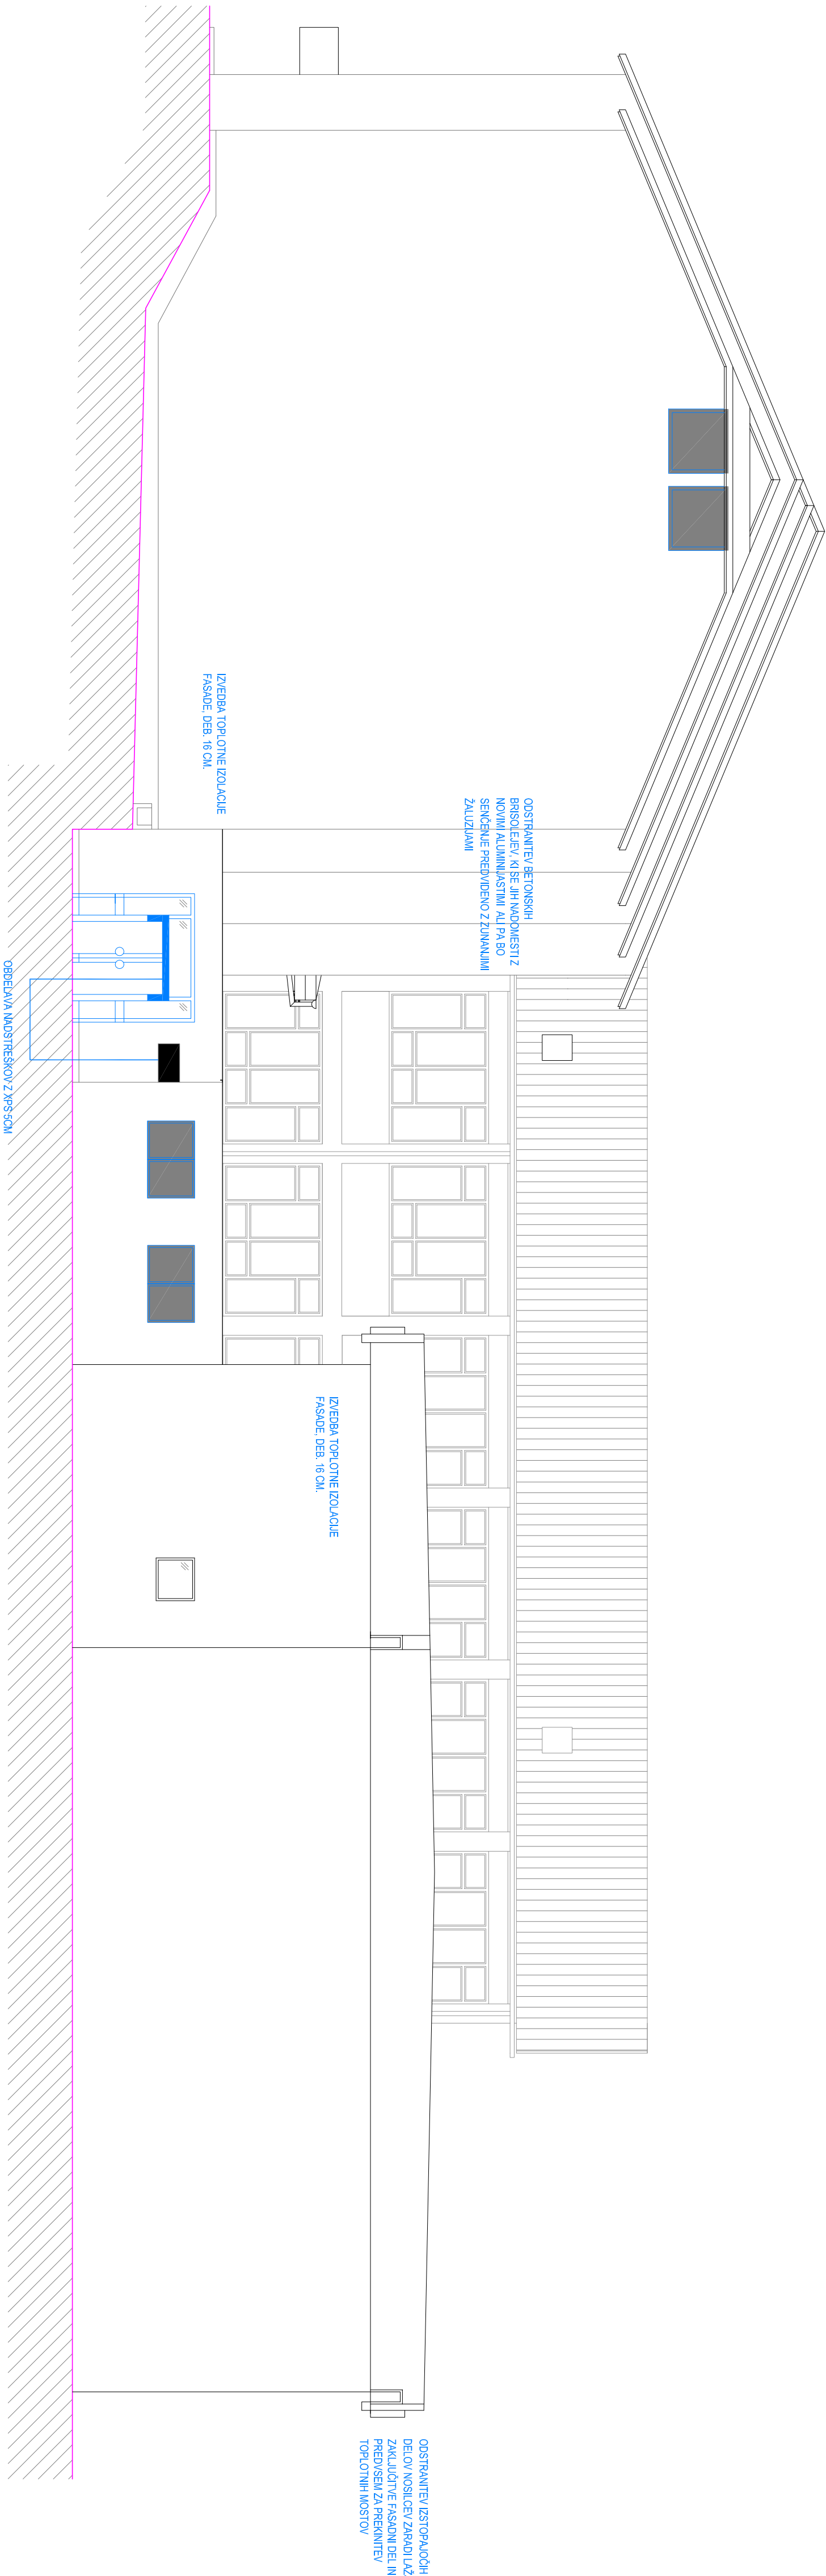 IZVEDBA TOPLOTNE IZOLACIJE
FASADE, DEB. 16 CM.
ODSTRANITEV BETONSKIH
BRISOLEJEV, KI SE JIH NADOMESTI Z
NOVIMI ALUMINIJASTIMI ALI PA BO
SENČENJE PREDVIDENO Z ZUNANJIMI
ŽALUZIJAMI
OBDELAVA NADSTREŠKOV Z XPS 5CM
IZVEDBA TOPLOTNE IZOLACIJE
FASADE, DEB. 16 CM.
ODSTRANITEV IZSTOPAJOČIH
DELOV NOSILCEV ZARADI LAŽ
ZAKLJUČITVE FASADNI DEL IN
PREDVSEM ZA PREKINITEV
TOPLOTNIH MOSTOV